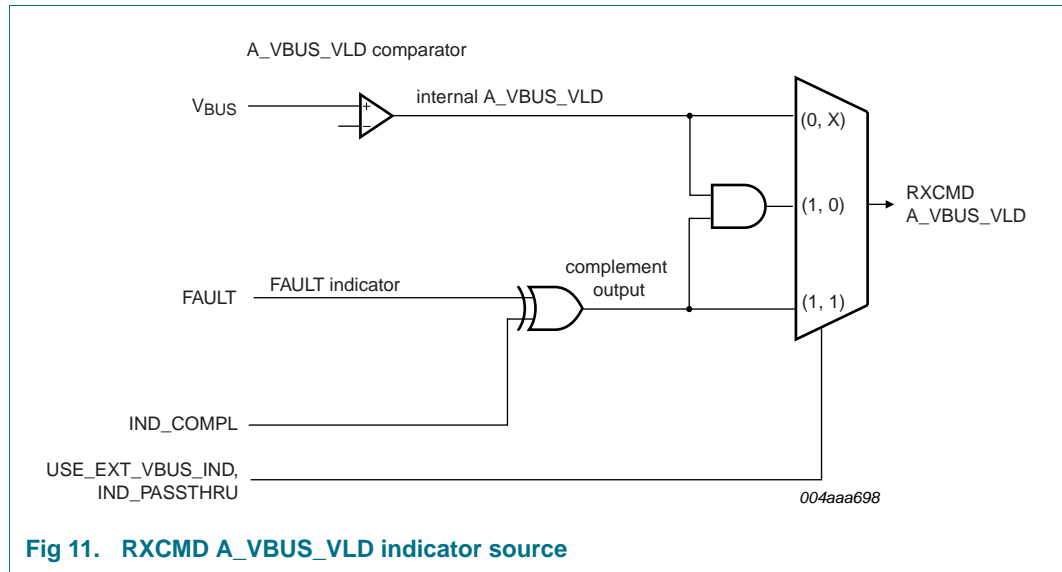 A_VBUS_VLD comparator
VBUS
+
−
internal A_VBUS_VLD
(0, X)
(1, 0)
RXCMD
A_VBUS_VLD
complement
output
FAULT
FAULT indicator
(1, 1)
IND_COMPL
USE_EXT_VBUS_IND,
IND_PASSTHRU
004aaa698
Fig 11. RXCMD A_VBUS_VLD indicator source